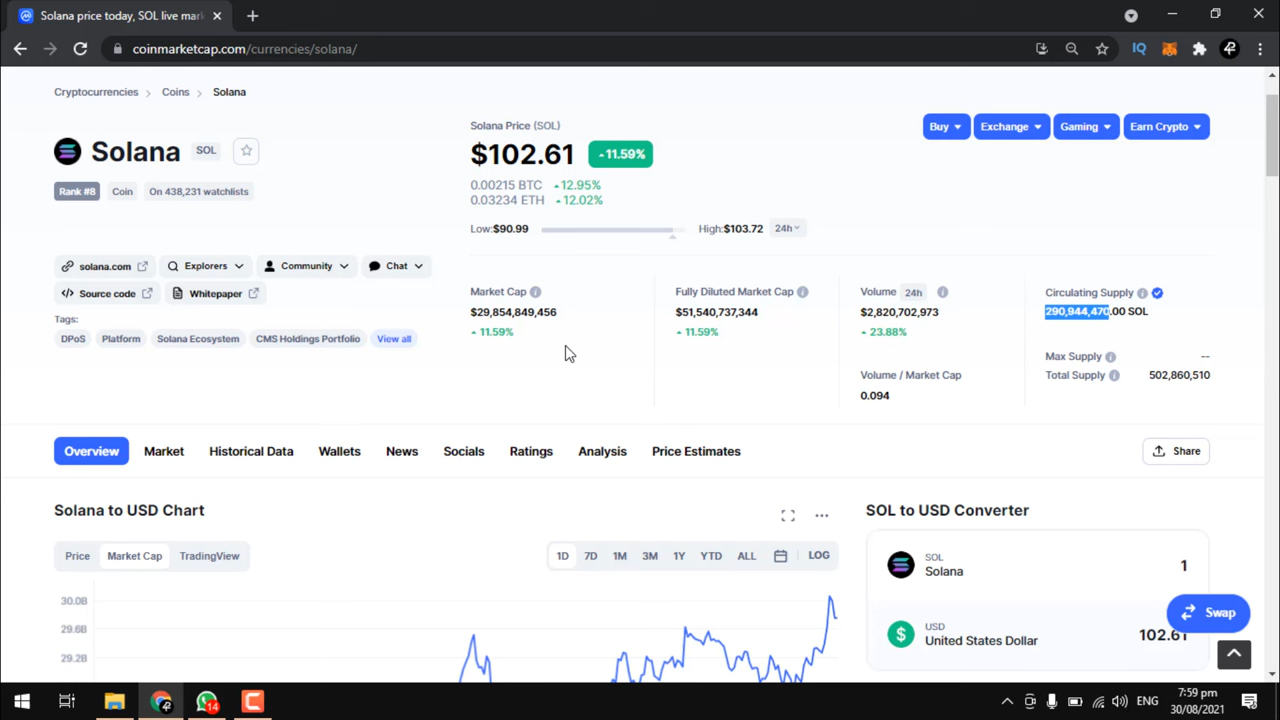 Solana price today, SOL live mark
coinmarketcap.com/currencies/solana/
IQ
Cryptocurrencies
Coins
Solana
Buy
Exchange
Gaming
Earn Crypto
Solana SOL
Rank #8
Coin
On 438,231 watchlists
solana.com
Explorers
Community
Chat
Source code
Whitepaper
Tags:
DPoS
Platform
Solana Ecosystem
CMS Holdings Portfolio
View all
Solana Price (SOL)
$102.61 11.59%
0.00215 BTC 12.95%
0.03234 ETH 12.02%
Low:$90.99 High:$103.72 24h
Market Cap
$29,854,849,456
11.59%
Fully Diluted Market Cap
$51,540,737,344
11.59%
Volume 24h
$2,820,702,973
23.88%
Volume / Market Cap
0.094
Circulating Supply
290,944,470.00 SOL
Max Supply --
Total Supply 502,860,510
Overview
Market
Historical Data
Wallets
News
Socials
Ratings
Analysis
Price Estimates
Share
Solana to USD Chart
Price
Market Cap
TradingView
1D
7D
1M
3M
1Y
YTD
ALL
LOG
30.0B
29.6B
29.2B
SOL to USD Converter
SOL
Solana
1
USD
United States Dollar
102.61
Swap
14
ENG
7:59 pm
30/08/2021